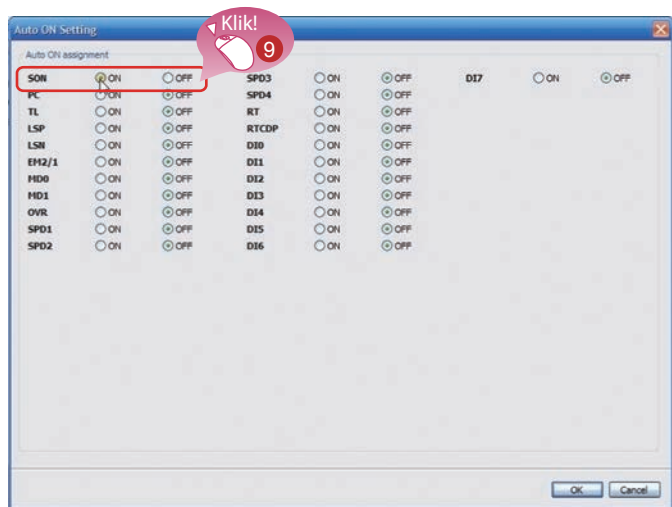 Auto ON Setting
Klik!
9
Auto ON assignment
SON ON OFF SPD3 ON OFF DI7 ON OFF
PC ON OFF SPD4 ON OFF
TL ON OFF RT ON OFF
LSP ON OFF RTCDP ON OFF
LSN ON OFF DI0 ON OFF
EM2/1 ON OFF DI1 ON OFF
MD0 ON OFF DI2 ON OFF
MD1 ON OFF DI3 ON OFF
OVR ON OFF DI4 ON OFF
SPD1 ON OFF DI5 ON OFF
SPD2 ON OFF DI6 ON OFF
OK Cancel